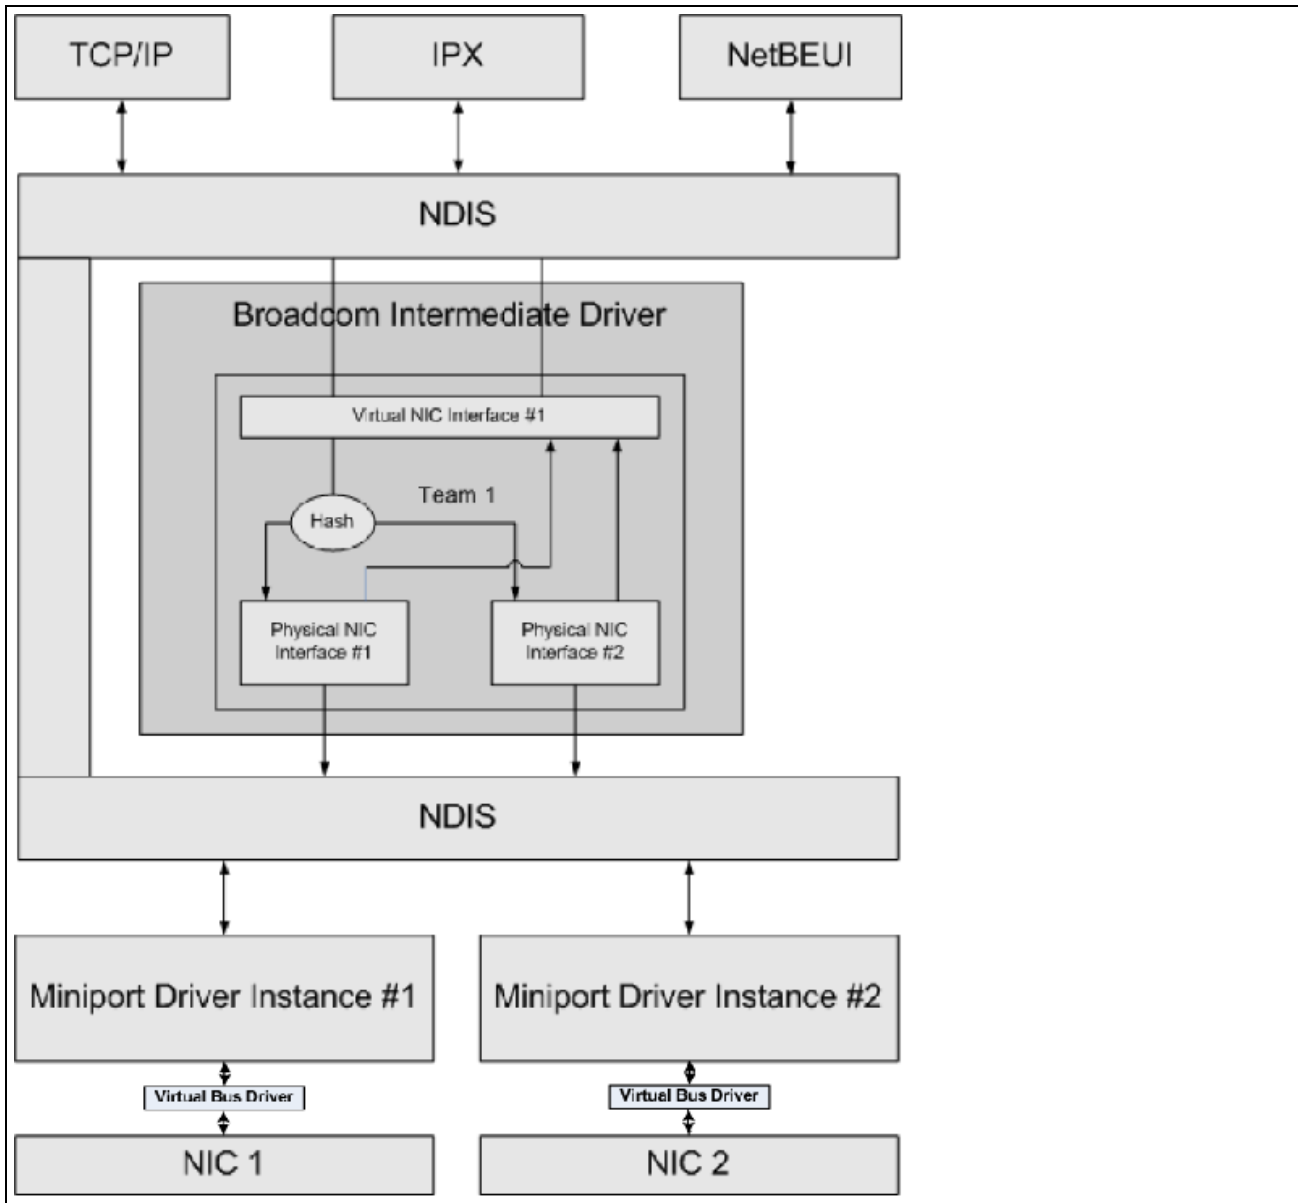 TCP/IP
IPX
NetBEUI
NDIS
Broadcom Intermediate Driver
Virtual NIC Interface #1
Team 1
Hash
Physical NIC
Interface #1
Physical NIC
Interface #2
NDIS
Miniport Driver Instance #1
Miniport Driver Instance #2
Virtual Bus Driver
Virtual Bus Driver
NIC 1
NIC 2